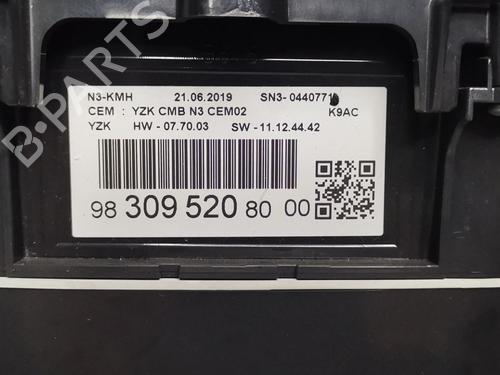 N3-KMH 21.06.2019 SN3- 0440771
CEM : YZK CMB N3 CEM02 K9AC
YZK HW - 07.70.03 SW - 11.12.44.42
98 309 520 80 00
B-PARTS